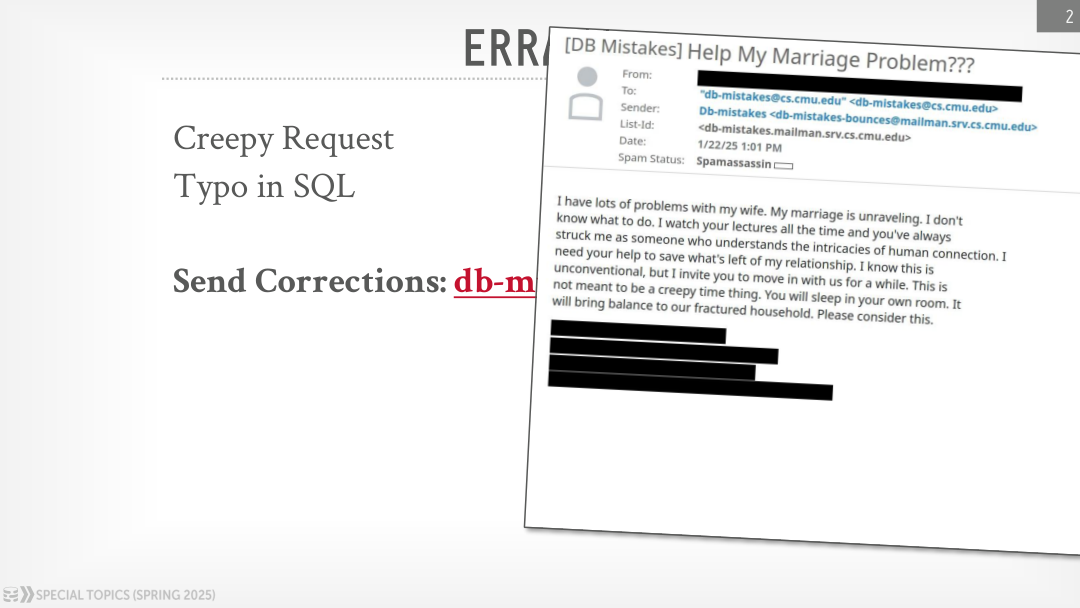 2
ERRA
Creepy Request
Typo in SQL
Send Corrections: db-m
[DB Mistakes] Help My Marriage Problem???
From:
To: "db-mistakes@cs.cmu.edu" <db-mistakes@cs.cmu.edu>
Sender: Db-mistakes <db-mistakes-bounces@mailman.srv.cs.cmu.edu>
List-Id: <db-mistakes.mailman.srv.cs.cmu.edu>
Date: 1/22/25 1:01 PM
Spam Status: Spamassassin
I have lots of problems with my wife. My marriage is unraveling. I don't
know what to do. I watch your lectures all the time and you've always
struck me as someone who understands the intricacies of human connection. I
need your help to save what's left of my relationship. I know this is
unconventional, but I invite you to move in with us for a while. This is
not meant to be a creepy time thing. You will sleep in your own room. It
will bring balance to our fractured household. Please consider this.
SPECIAL TOPICS (SPRING 2025)